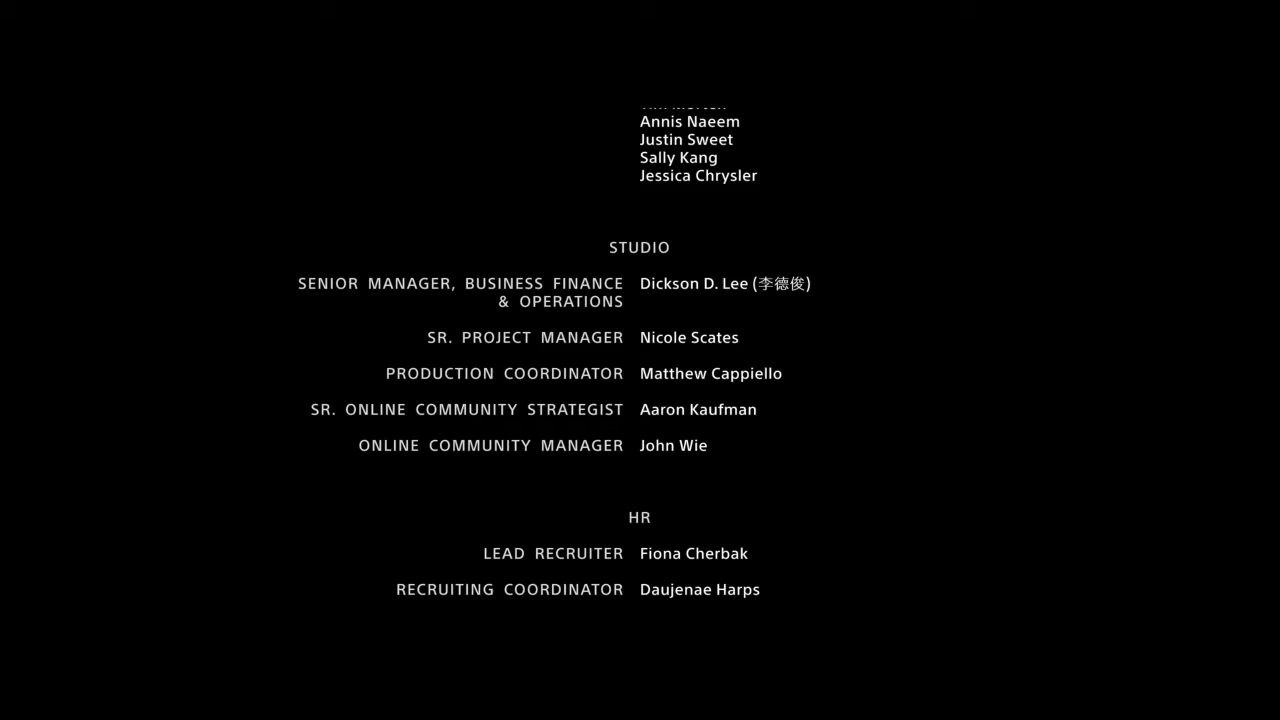 Annis Naeem
Justin Sweet
Sally Kang
Jessica Chrysler
STUDIO
SENIOR MANAGER, BUSINESS FINANCE & OPERATIONS Dickson D. Lee (李德俊)
SR. PROJECT MANAGER Nicole Scates
PRODUCTION COORDINATOR Matthew Cappiello
SR. ONLINE COMMUNITY STRATEGIST Aaron Kaufman
ONLINE COMMUNITY MANAGER John Wie
HR
LEAD RECRUITER Fiona Cherbak
RECRUITING COORDINATOR Daujenae Harps